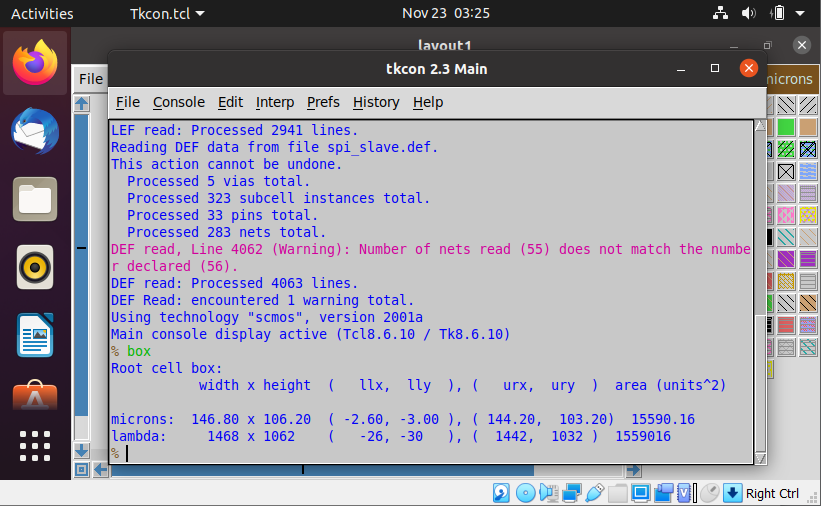 Activities
Tkcon.tcl
Nov 23 03:25
layout1
tkcon 2.3 Main
File
microns
File Console Edit Interp Prefs History Help
LEF read: Processed 2941 lines.
Reading DEF data from file spi_slave.def.
This action cannot be undone.
Processed 5 vias total.
Processed 323 subcell instances total.
Processed 33 pins total.
Processed 283 nets total.
DEF read, Line 4062 (Warning): Number of nets read (55) does not match the numbe
r declared (56).
DEF read: Processed 4063 lines.
DEF Read: encountered 1 warning total.
Using technology "scmos", version 2001a
Main console display active (Tcl8.6.10 / Tk8.6.10)
% box
Root cell box:
width x height ( llx, lly ), ( urx, ury ) area (units^2)
microns: 146.80 x 106.20 ( -2.60, -3.00 ), ( 144.20, 103.20) 15590.16
lambda: 1468 x 1062 ( -26, -30 ), ( 1442, 1032 ) 1559016
%
Right Ctrl